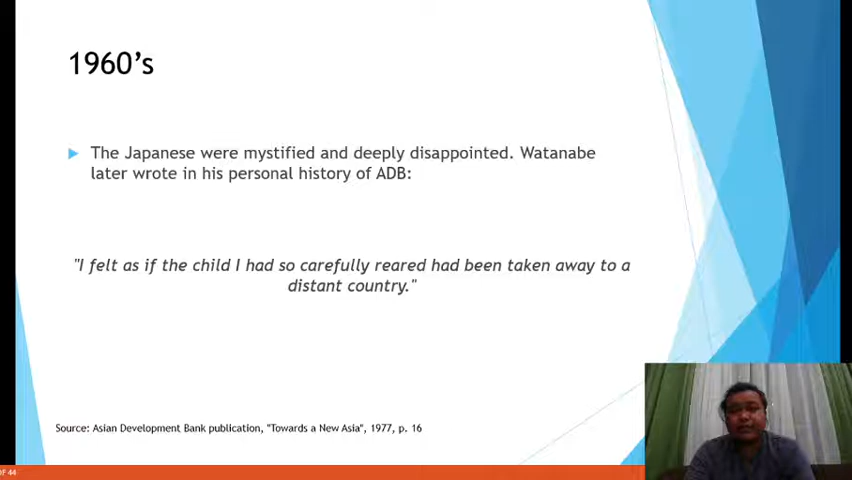 1960’s
The Japanese were mystified and deeply disappointed. Watanabe
later wrote in his personal history of ADB:
"I felt as if the child I had so carefully reared had been taken away to a
distant country."
Source: Asian Development Bank publication, "Towards a New Asia", 1977, p. 16
OF 44